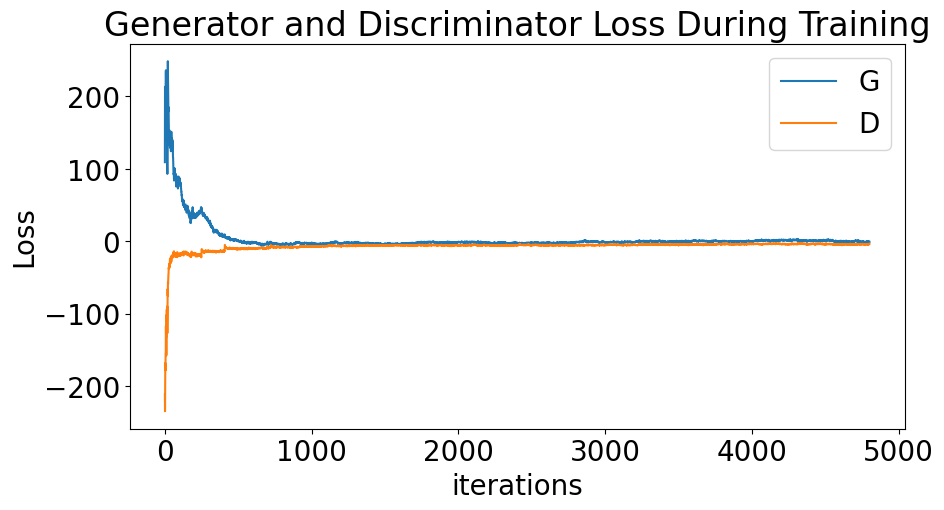 Generator and Discriminator Loss During Training
G
D
Loss
200
100
0
−100
−200
0 1000 2000 3000 4000 5000
iterations